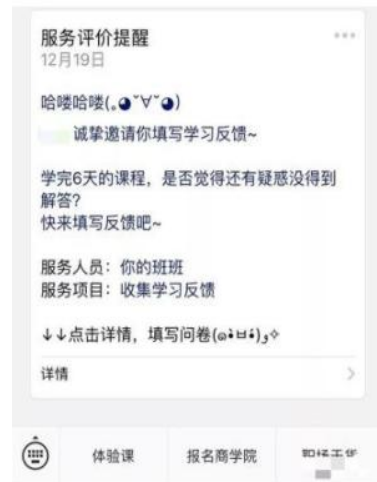 服务评价提醒
12月19日
哈喽哈喽(｡◕ˇ∀ˇ◕)
诚挚邀请你填写学习反馈~
学完6天的课程，是否觉得还有疑惑没得到
解答？
快来填写反馈吧~
服务人员：你的班班
服务项目：收集学习反馈
↓↓点击详情，填写问卷(๑•̀ㅂ•́)و✧
详情
体验课
报名商学院
职场干货